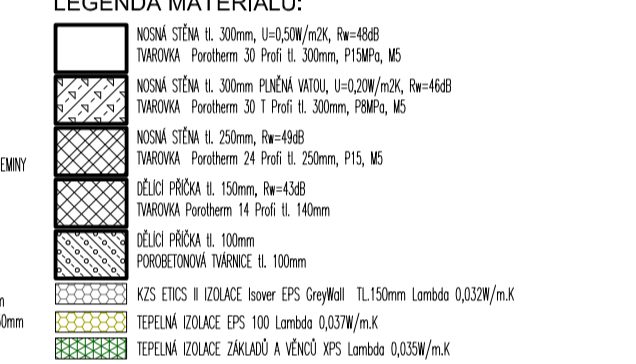 LEGENDA MATERIÁLU:
NOSNÁ STĚNA tl. 300mm, U=0,50W/m2K, Rw=48dB
TVAROVKA Porotherm 30 Profi tl. 300mm, P15MPa, M5
NOSNÁ STĚNA tl. 300mm PLNĚNÁ VATOU, U=0,20W/m2K, Rw=46dB
TVAROVKA Porotherm 30 T Profi tl. 300mm, P8MPa, M5
NOSNÁ STĚNA tl. 250mm, Rw=49dB
TVAROVKA Porotherm 24 Profi tl. 250mm, P15, M5
EMINY
DĚLÍCÍ PŘÍČKA tl. 150mm, Rw=43dB
TVAROVKA Porotherm 14 Profi tl. 140mm
DĚLÍCÍ PŘÍČKA tl. 100mm
POROBETONOVÁ TVÁRNICE tl. 100mm
KZS ETICS II IZOLACE Isover EPS GreyWall TL.150mm Lambda 0,032W/m.K
TEPELNÁ IZOLACE EPS 100 Lambda 0,037W/m.K
TEPELNÁ IZOLACE ZÁKLADŮ A VĚNCŮ XPS Lambda 0,035W/m.K